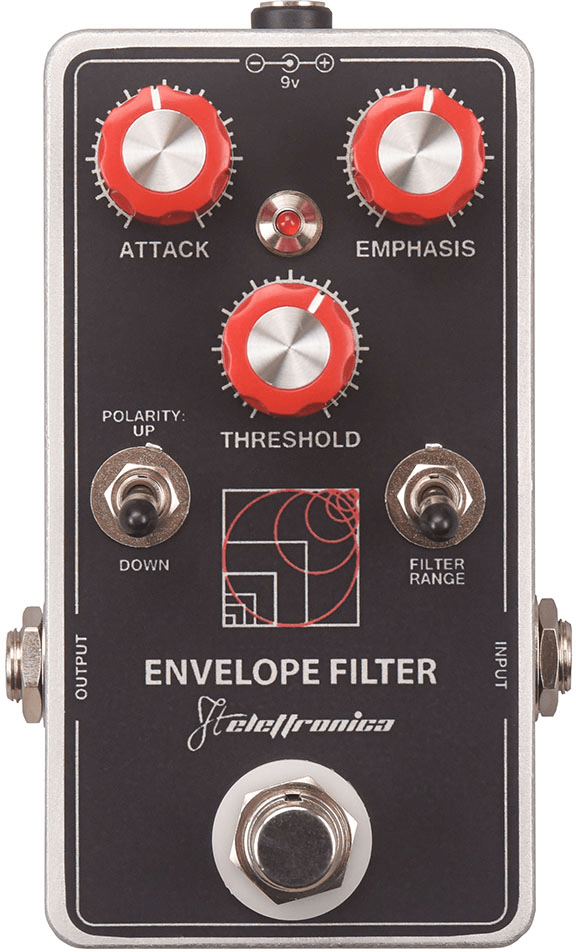 9v
ATTACK
EMPHASIS
THRESHOLD
POLARITY:
UP
DOWN
FILTER
RANGE
OUTPUT
INPUT
ENVELOPE FILTER
elettronica